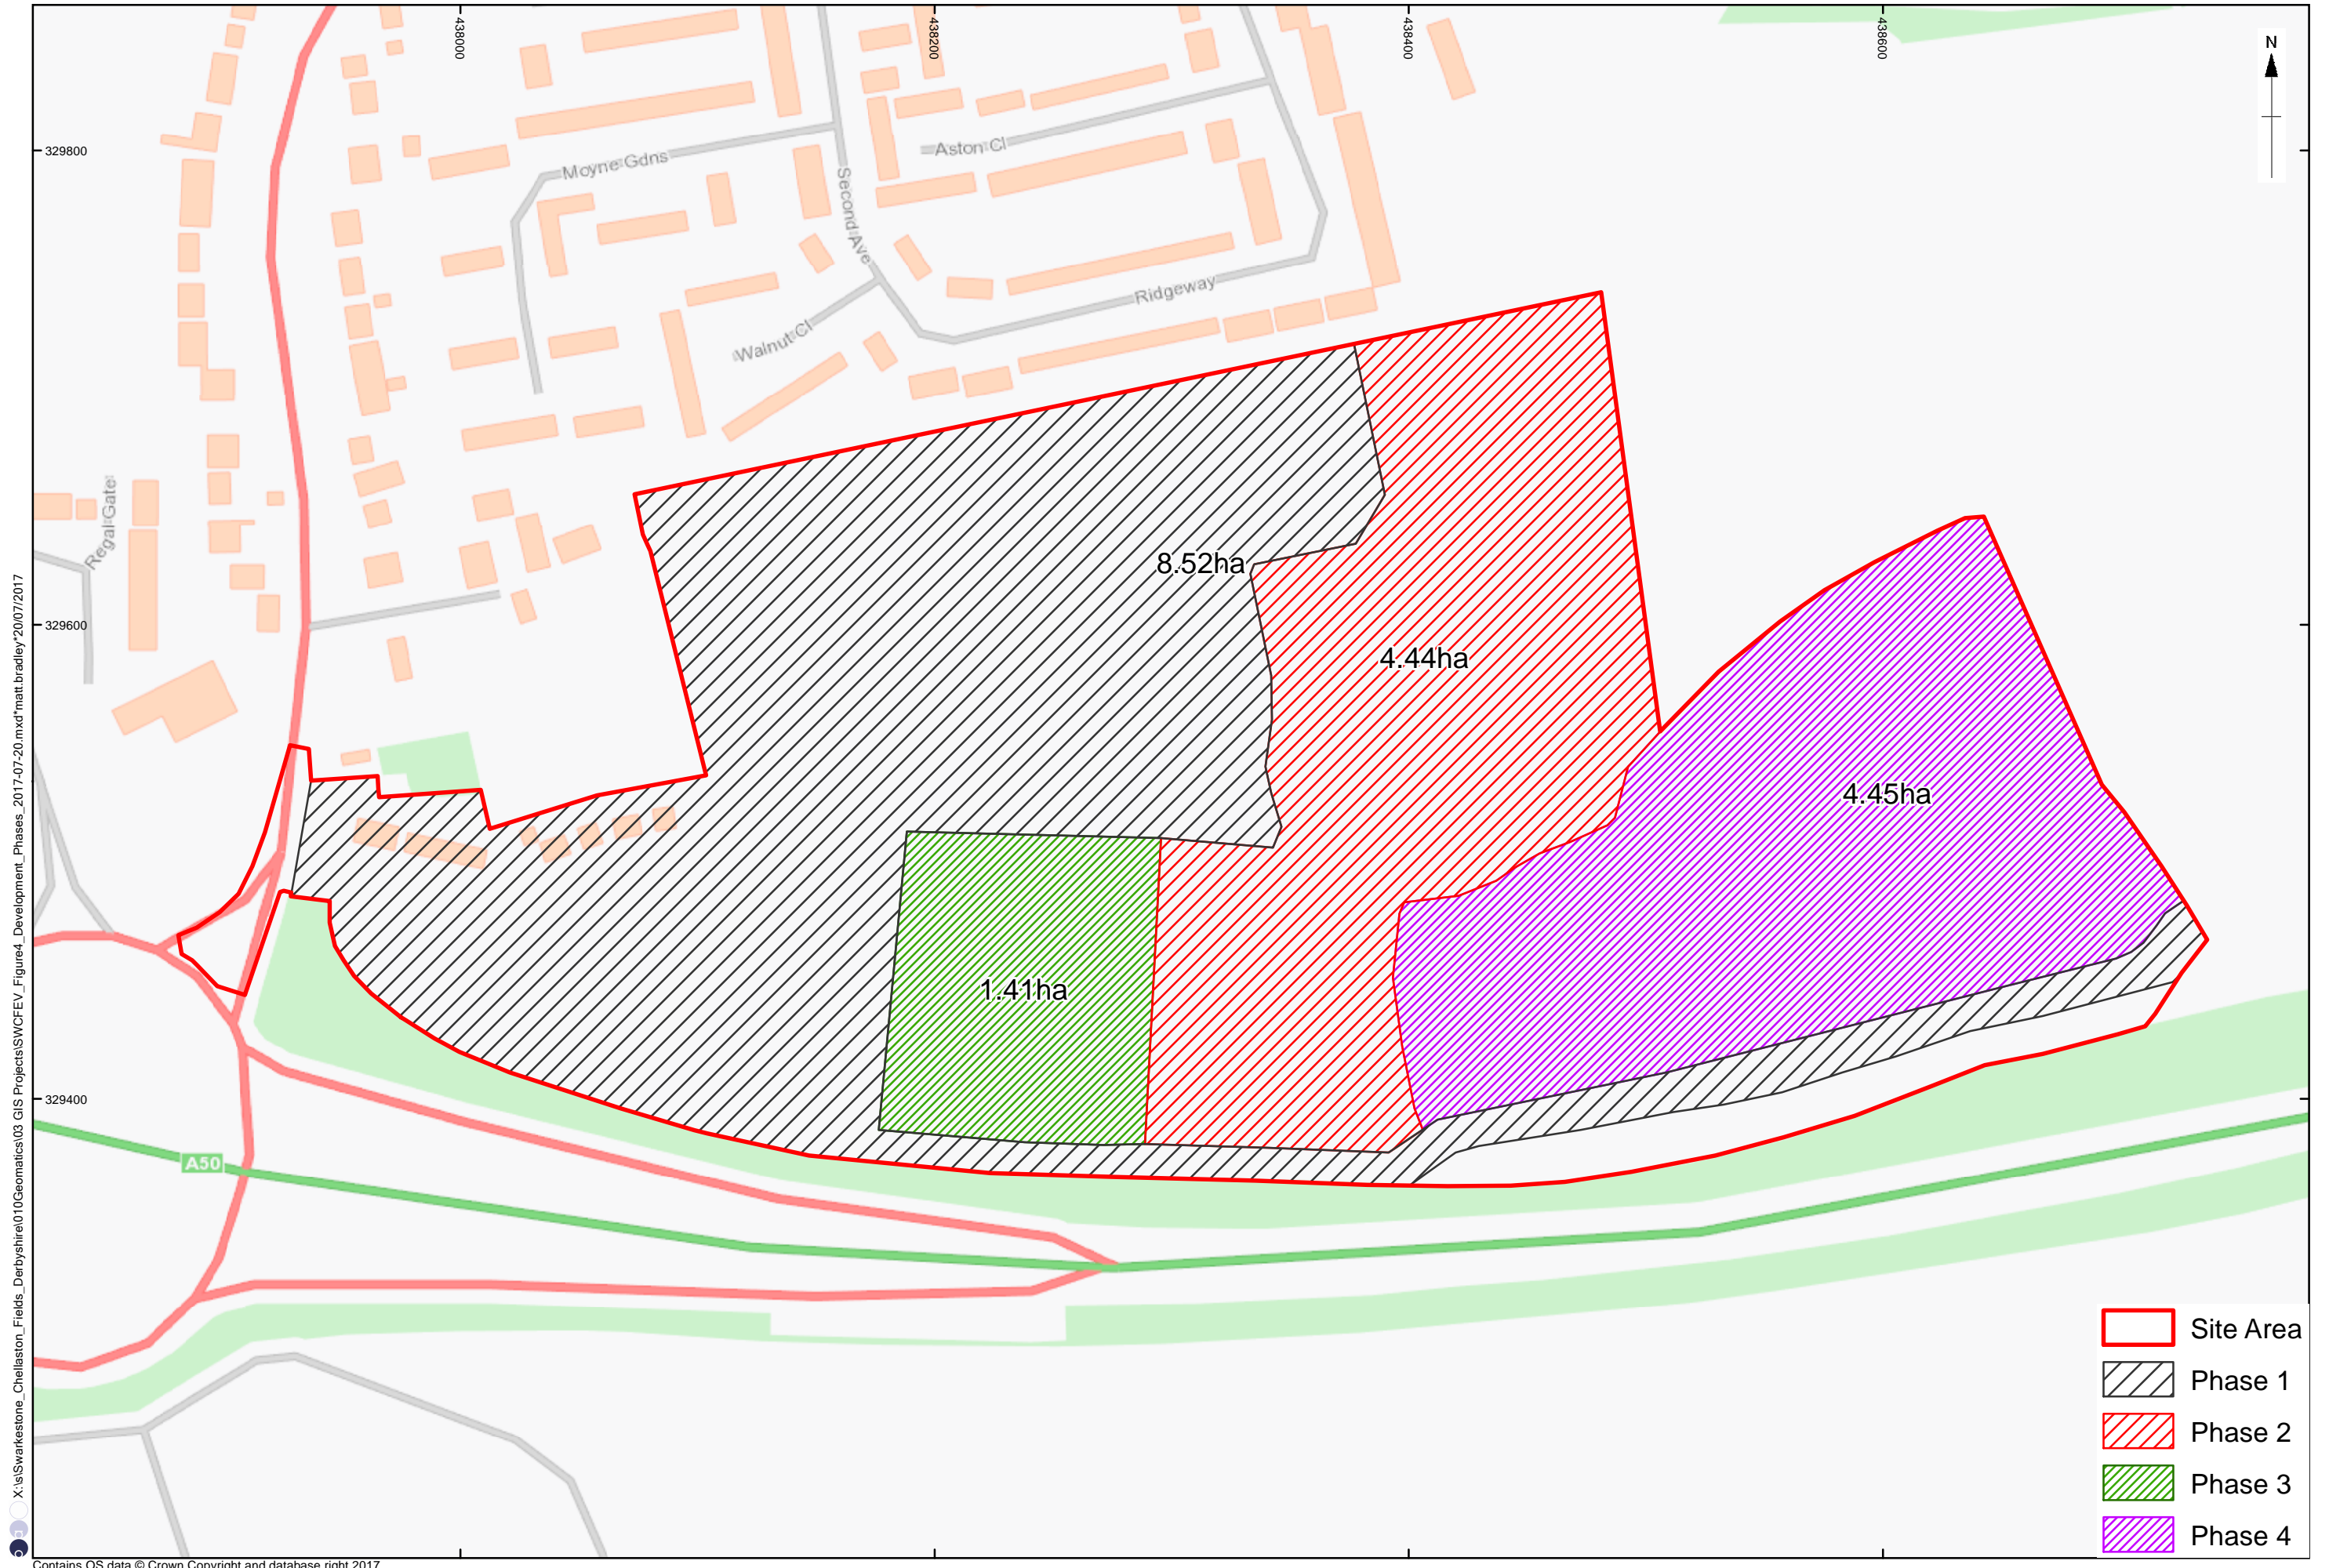 438000
438200
438400
438600
N
329800
Moyne Gdns
Aston Cl
Second Ave
Ridgeway
Walnut Cl
Regal Gate
8.52ha
329600
4.44ha
4.45ha
1.41ha
329400
A50
Site Area
Phase 1
Phase 2
Phase 3
Phase 4
X:\s\Swarkestone_Chellaston_Fields_Derbyshire\010Geomatics\03 GIS Projects\SWCFEV_Figure4_Development_Phases_2017-07-20.mxd*matt.bradley*20/07/2017
Contains OS data © Crown Copyright and database right 2017